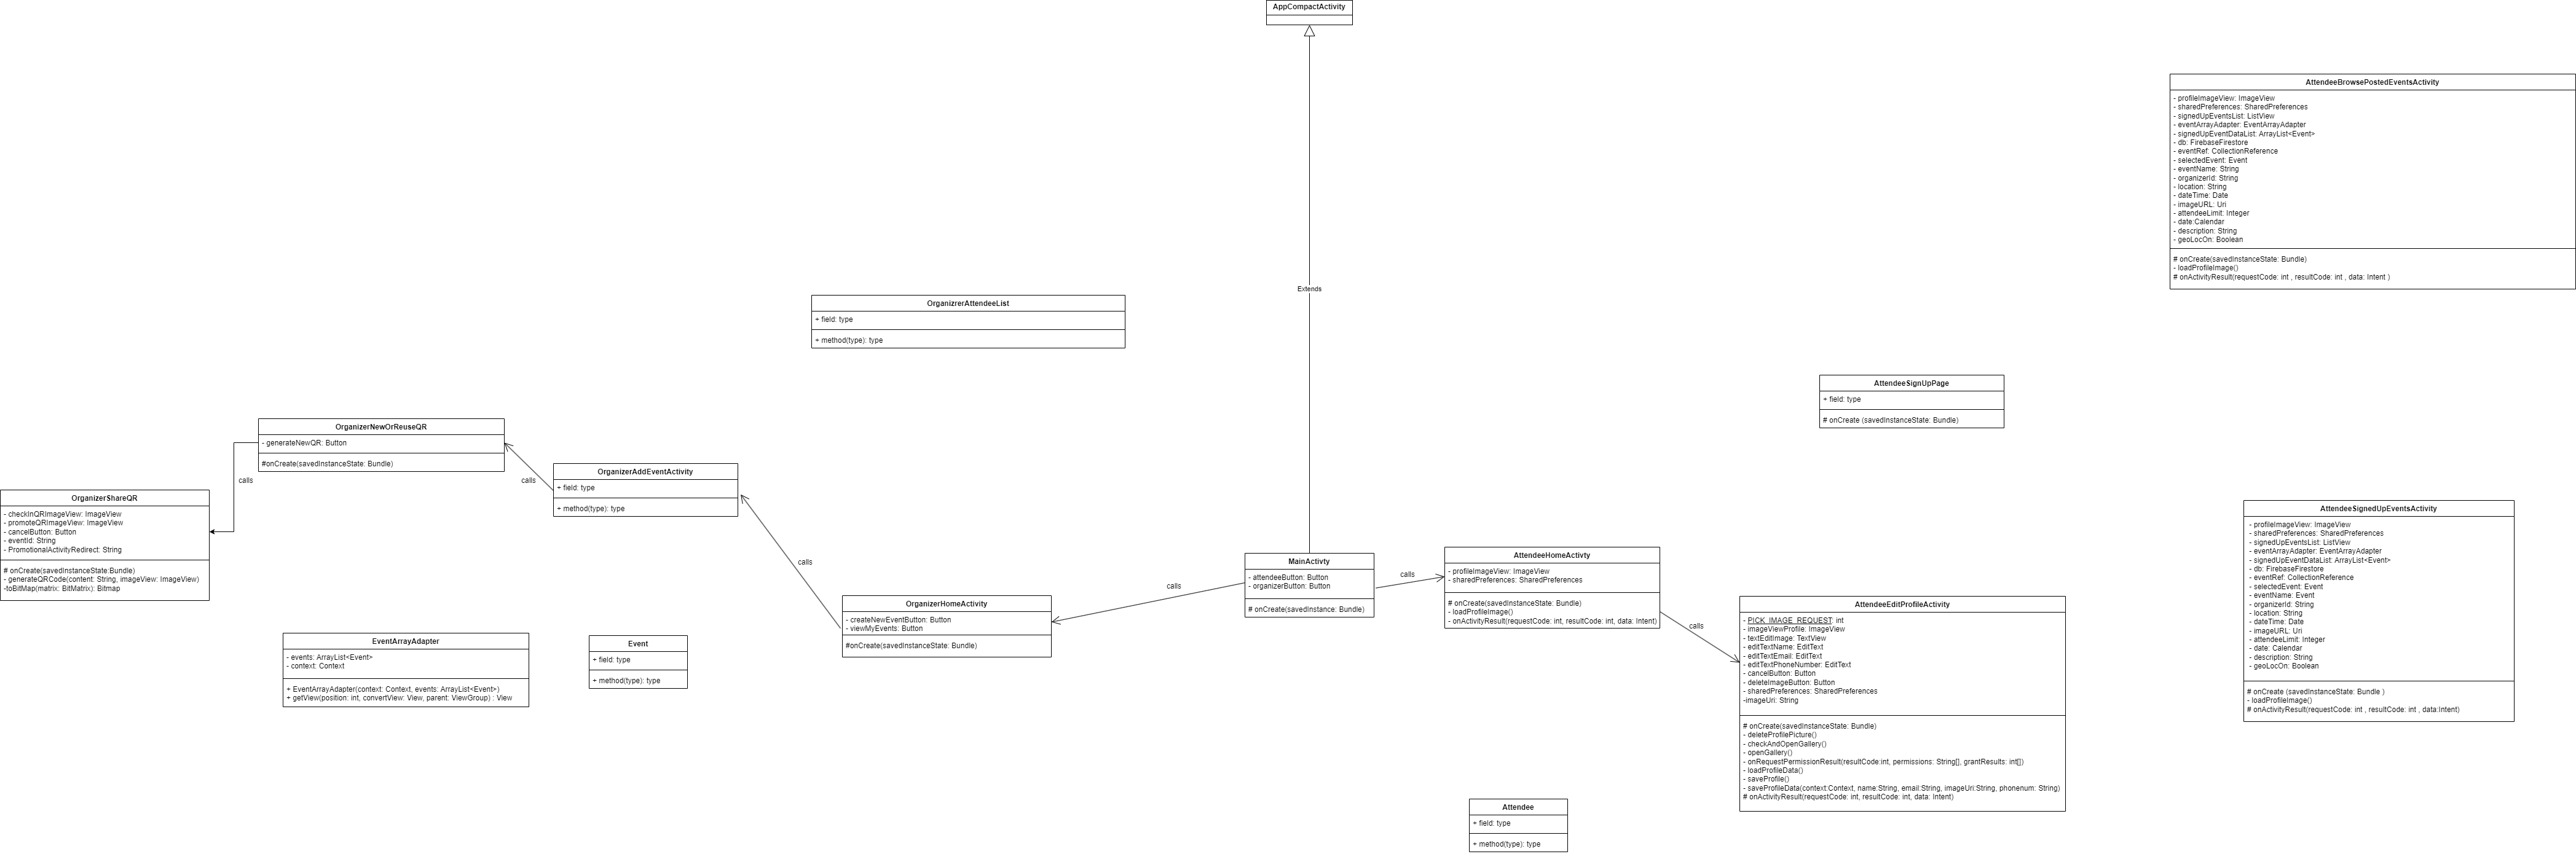 AppCompactActivity
Extends
AttendeeBrowsePostedEventsActivity
- profileImageView: ImageView
- sharedPreferences: SharedPreferences
- signedUpEventsList: ListView
- eventArrayAdapter: EventArrayAdapter
- signedUpEventDataList: ArrayList<Event>
- db: FirebaseFirestore
- eventRef: CollectionReference
- selectedEvent: Event
- eventName: String
- organizerId: String
- location: String
- dateTime: Date
- imageURL: Uri
- attendeeLimit: Integer
- date:Calendar
- description: String
- geoLocOn: Boolean
# onCreate(savedInstanceState: Bundle)
- loadProfileImage()
# onActivityResult(requestCode: int , resultCode: int , data: Intent )
OrganizrerAttendeeList
+ field: type
+ method(type): type
AttendeeSignUpPage
+ field: type
# onCreate (savedInstanceState: Bundle)
OrganizerNewOrReuseQR
- generateNewQR: Button
#onCreate(savedInstanceState: Bundle)
calls
calls
OrganizerAddEventActivity
+ field: type
+ method(type): type
OrganizerShareQR
- checkInQRImageView: ImageView
- promoteQRImageView: ImageView
- cancelButton: Button
- eventId: String
- PromotionalActivityRedirect: String
# onCreate(savedInstanceState:Bundle)
- generateQRCode(content: String, imageView: ImageView)
-toBitMap(matrix: BitMatrix): Bitmap
calls
OrganizerHomeActivity
- createNewEventButton: Button
- viewMyEvents: Button
#onCreate(savedInstanceState: Bundle)
calls
MainActivty
- attendeeButton: Button
- organizerButton: Button
# onCreate(savedInstance: Bundle)
calls
AttendeeHomeActivty
- profileImageView: ImageView
- sharedPreferences: SharedPreferences
# onCreate(savedInstanceState: Bundle)
- loadProfileImage()
- onActivityResult(requestCode: int, resultCode: int, data: Intent)
calls
AttendeeEditProfileActivity
- PICK_IMAGE_REQUEST: int
- imageViewProfile: ImageView
- textEditImage: TextView
- editTextName: EditText
- editTextEmail: EditText
- editTextPhoneNumber: EditText
- cancelButton: Button
- deleteImageButton: Button
- sharedPreferences: SharedPreferences
-imageUri: String
# onCreate(savedInstanceState: Bundle)
- deleteProfilePicture()
- checkAndOpenGallery()
- openGallery()
- onRequestPermissionResult(resultCode:int, permissions: String[], grantResults: int[])
- loadProfileData()
- saveProfile()
- saveProfileData(context:Context, name:String, email:String, imageUri:String, phonenum: String)
# onActivityResult(requestCode: int, resultCode: int, data: Intent)
AttendeeSignedUpEventsActivity
- profileImageView: ImageView
- sharedPreferences: SharedPreferences
- signedUpEventsList: ListView
- eventArrayAdapter: EventArrayAdapter
- signedUpEventDataList: ArrayList<Event>
- db: FirebaseFirestore
- eventRef: CollectionReference
- selectedEvent: Event
- eventName: Event
- organizerId: String
- location: String
- dateTime: Date
- imageURL: Uri
- attendeeLimit: Integer
- date: Calendar
- description: String
- geoLocOn: Boolean
# onCreate (savedInstanceState: Bundle )
- loadProfileImage()
# onActivityResult(requestCode: int , resultCode: int , data:Intent)
EventArrayAdapter
- events: ArrayList<Event>
- context: Context
+ EventArrayAdapter(context: Context, events: ArrayList<Event>)
+ getView(position: int, convertView: View, parent: ViewGroup) : View
Event
+ field: type
+ method(type): type
Attendee
+ field: type
+ method(type): type